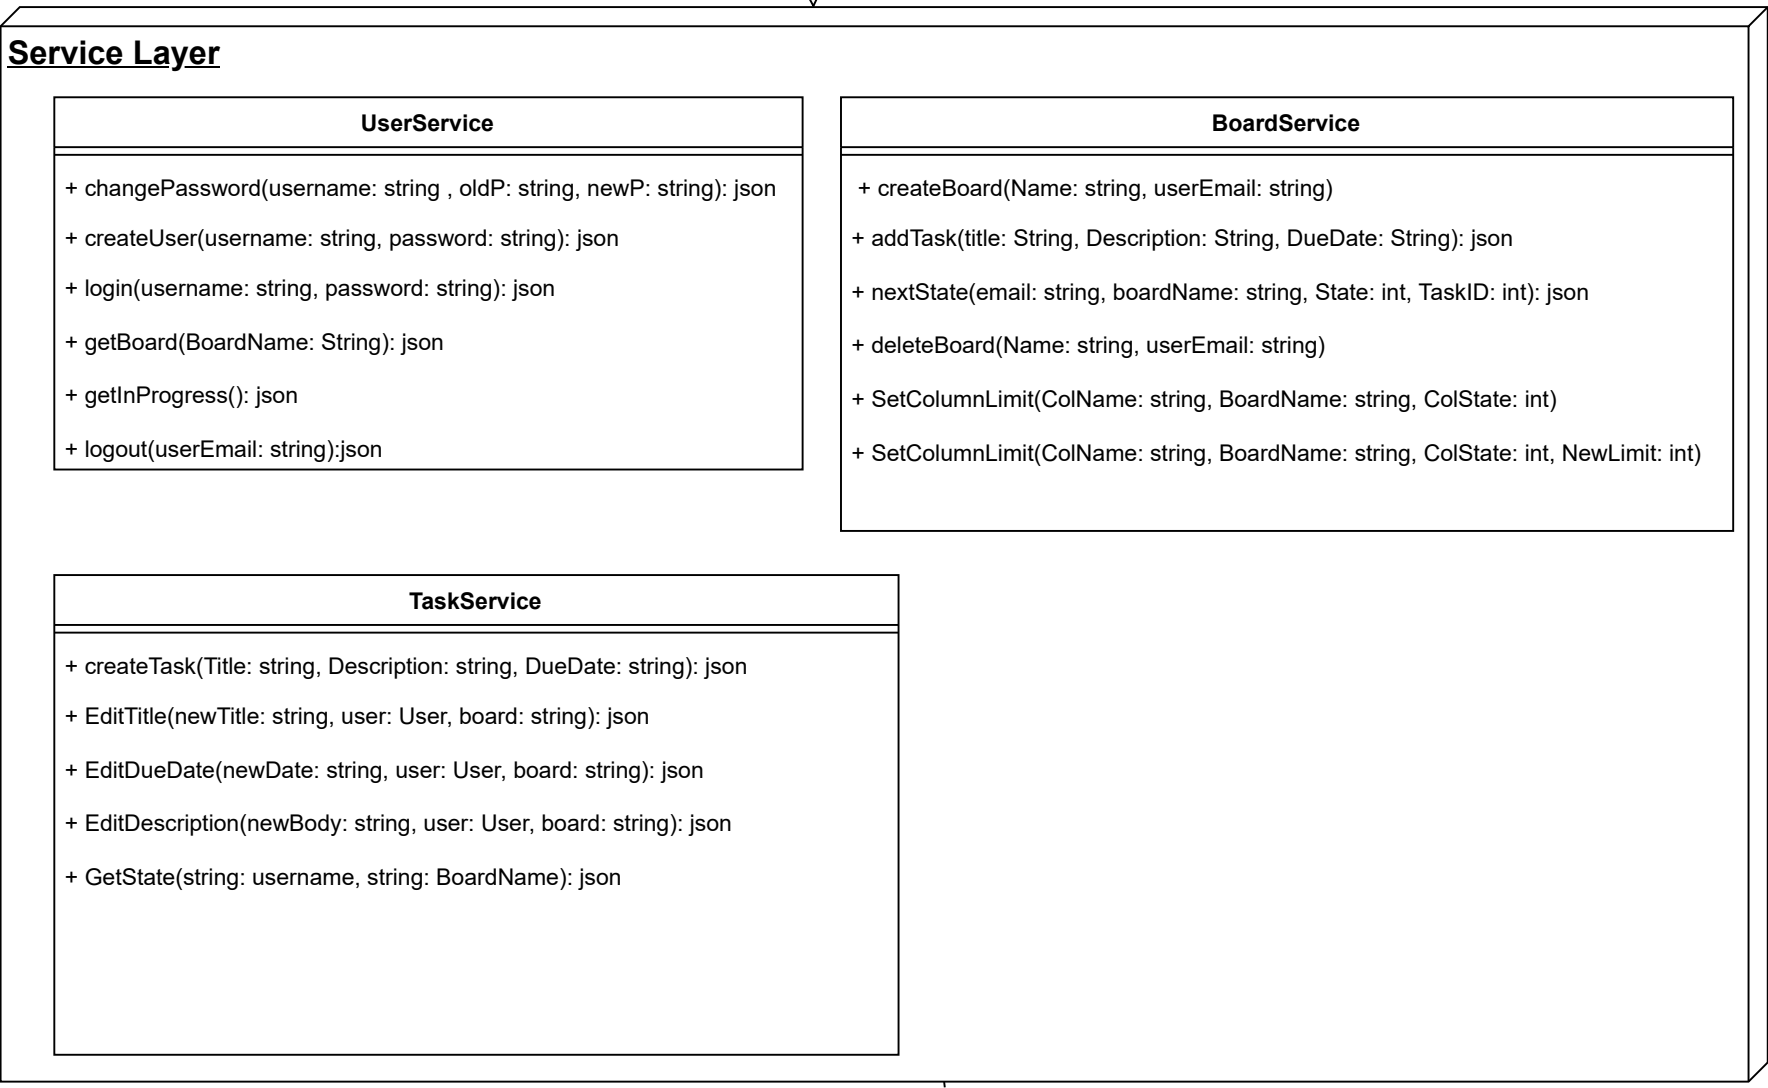 Service Layer
UserService
+ changePassword(username: string , oldP: string, newP: string): json
+ createUser(username: string, password: string): json
+ login(username: string, password: string): json
+ getBoard(BoardName: String): json
+ getInProgress(): json
+ logout(userEmail: string):json
BoardService
+ createBoard(Name: string, userEmail: string)
+ addTask(title: String, Description: String, DueDate: String): json
+ nextState(email: string, boardName: string, State: int, TaskID: int): json
+ deleteBoard(Name: string, userEmail: string)
+ SetColumnLimit(ColName: string, BoardName: string, ColState: int)
+ SetColumnLimit(ColName: string, BoardName: string, ColState: int, NewLimit: int)
TaskService
+ createTask(Title: string, Description: string, DueDate: string): json
+ EditTitle(newTitle: string, user: User, board: string): json
+ EditDueDate(newDate: string, user: User, board: string): json
+ EditDescription(newBody: string, user: User, board: string): json
+ GetState(string: username, string: BoardName): json